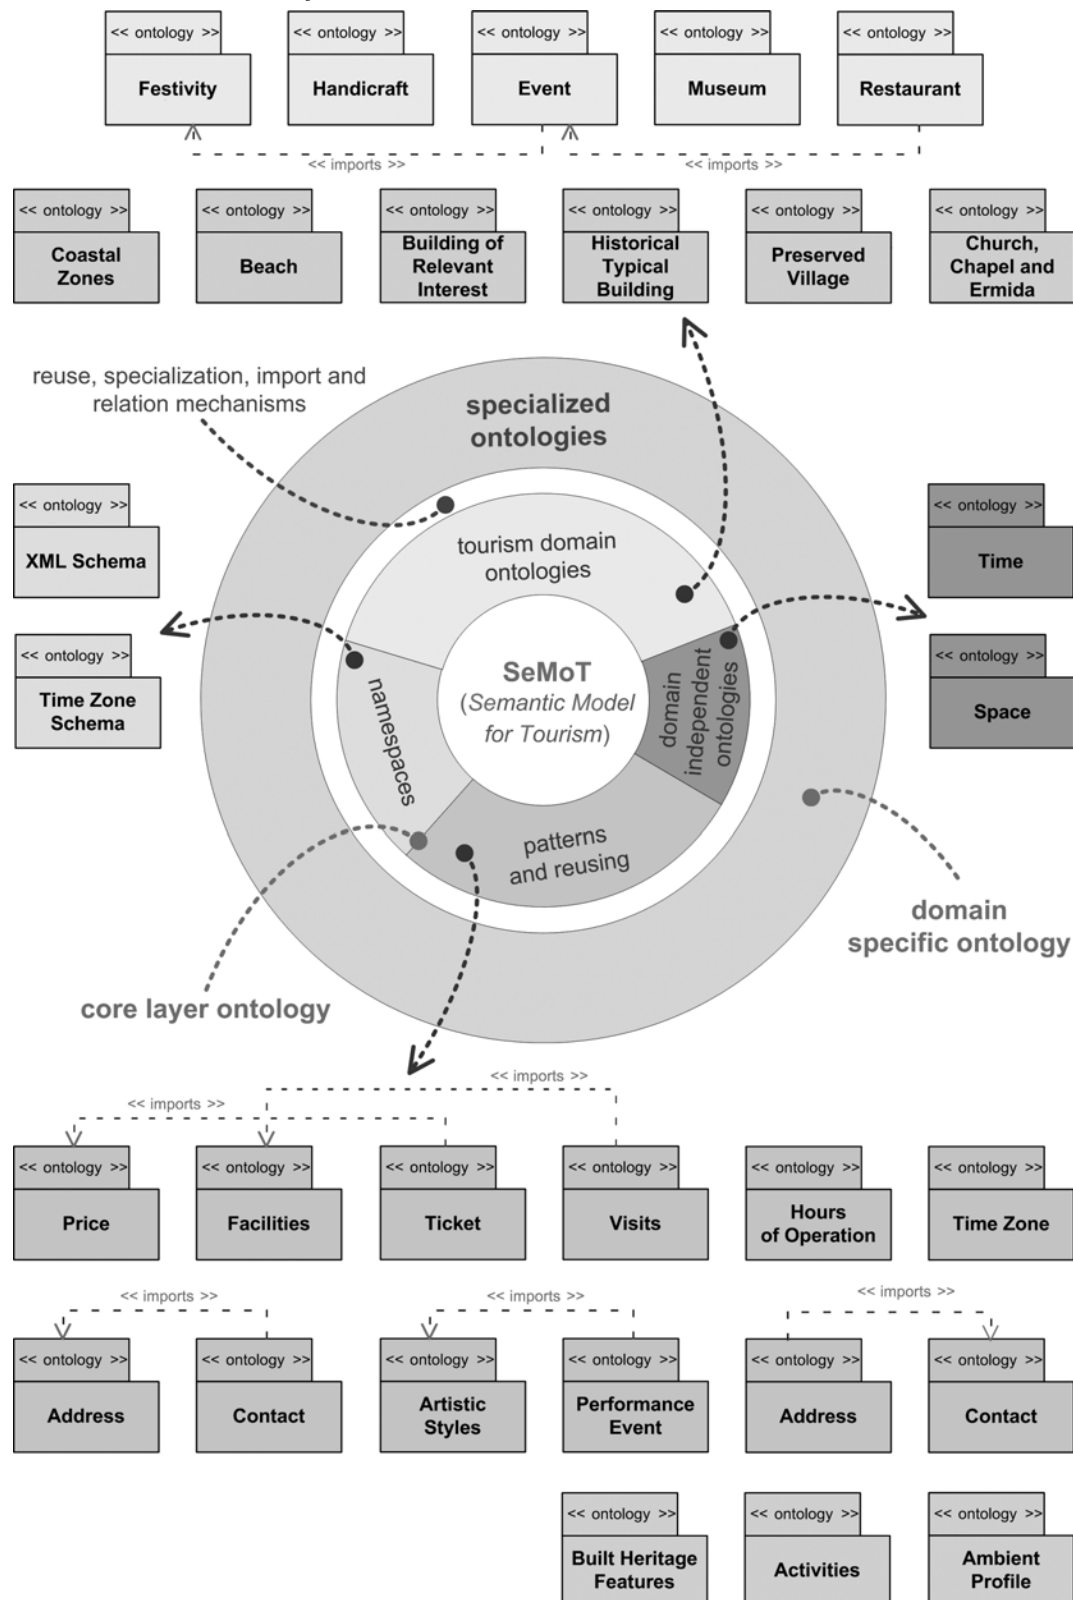 << ontology >>
<< ontology >>
<< ontology >>
<< ontology >>
<< ontology >>
Festivity
Handicraft
Event
Museum
Restaurant
<< imports >>
<< imports >>
<< ontology >>
<< ontology >>
<< ontology >>
<< ontology >>
<< ontology >>
<< ontology >>
Coastal
Zones
Beach
Building of
Relevant
Interest
Historical
Typical
Building
Preserved
Village
Church,
Chapel and
Ermida
reuse, specialization, import and
relation mechanisms
specialized
ontologies
<< ontology >>
XML Schema
tourism domain
ontologies
<< ontology >>
Time
<< ontology >>
Time Zone
Schema
namespaces
SeMoT
(Semantic Model
for Tourism)
domain
independent
ontologies
<< ontology >>
Space
patterns
and reusing
domain
specific ontology
core layer ontology
<< imports >>
<< imports >>
<< ontology >>
<< ontology >>
<< ontology >>
<< ontology >>
<< ontology >>
<< ontology >>
Price
Facilities
Ticket
Visits
Hours
of Operation
Time Zone
<< imports >>
<< imports >>
<< imports >>
<< ontology >>
<< ontology >>
<< ontology >>
<< ontology >>
<< ontology >>
<< ontology >>
Address
Contact
Artistic
Styles
Performance
Event
Address
Contact
<< ontology >>
<< ontology >>
<< ontology >>
Built Heritage
Features
Activities
Ambient
Profile